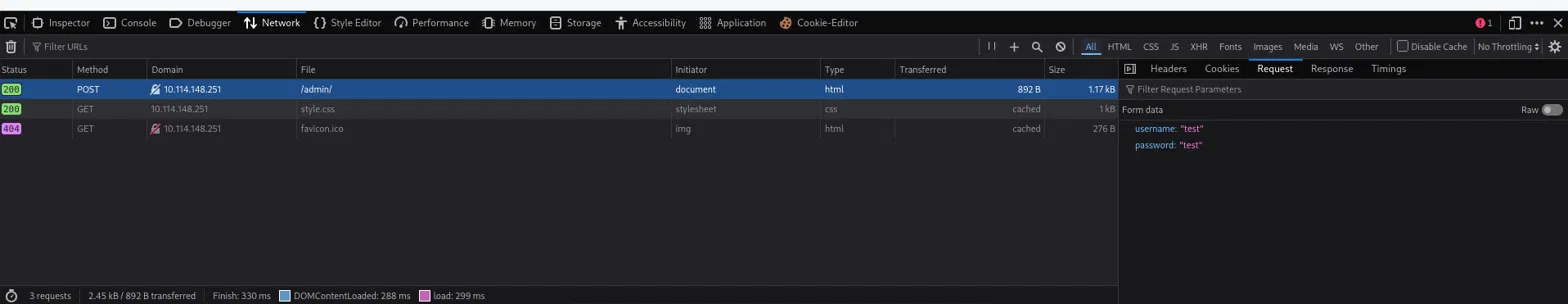 Inspector Console Debugger Network Style Editor Performance Memory Storage Accessibility Application Cookie-Editor 1
Filter URLs All HTML CSS JS XHR Fonts Images Media WS Other Disable Cache No Throttling
Status Method Domain File Initiator Type Transferred Size
200 POST 10.114.148.251 /admin/ document html 892 B 1.17 kB
200 GET 10.114.148.251 style.css stylesheet css cached 1 kB
404 GET 10.114.148.251 favicon.ico img html cached 276 B
Headers Cookies Request Response Timings
Filter Request Parameters
Form data Raw
username: "test"
password: "test"
3 requests 2.45 kB / 892 B transferred Finish: 330 ms DOMContentLoaded: 288 ms load: 299 ms